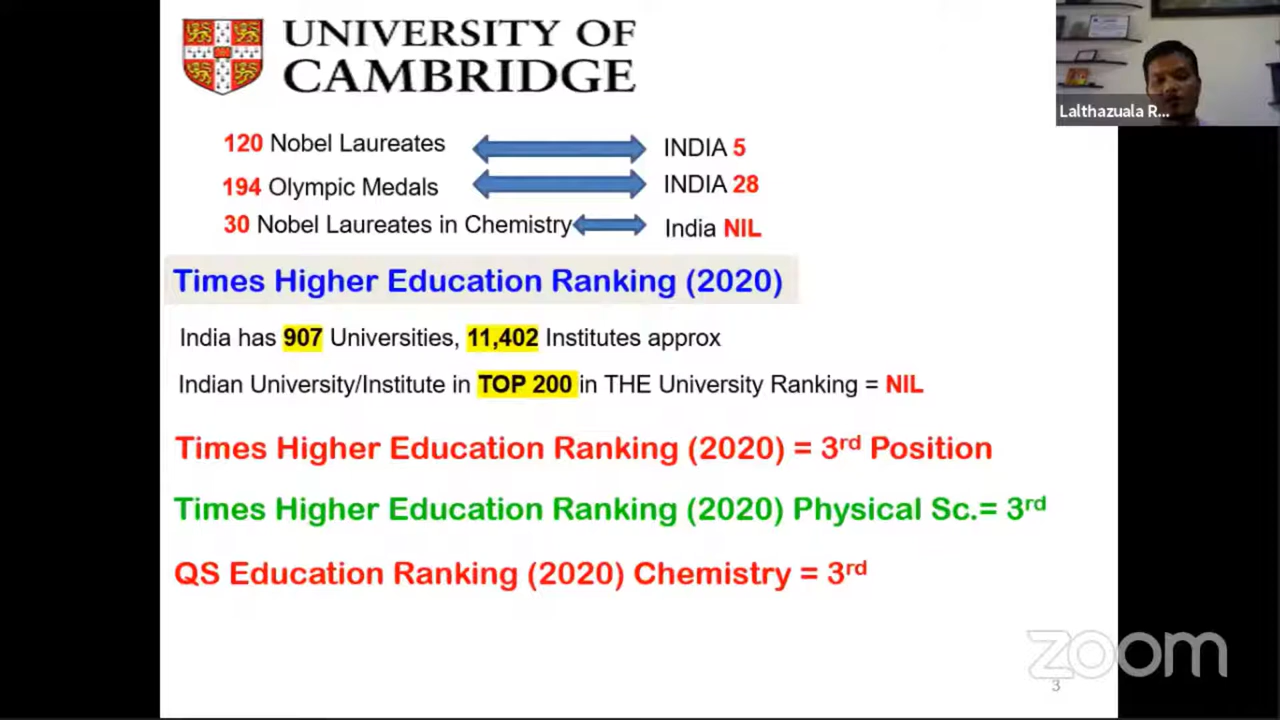 UNIVERSITY OF
CAMBRIDGE
Lalthazuala R...
120 Nobel Laureates INDIA 5
194 Olympic Medals INDIA 28
30 Nobel Laureates in Chemistry India NIL
Times Higher Education Ranking (2020)
India has 907 Universities, 11,402 Institutes approx
Indian University/Institute in TOP 200 in THE University Ranking = NIL
Times Higher Education Ranking (2020) = 3rd Position
Times Higher Education Ranking (2020) Physical Sc.= 3rd
QS Education Ranking (2020) Chemistry = 3rd
zoom
3